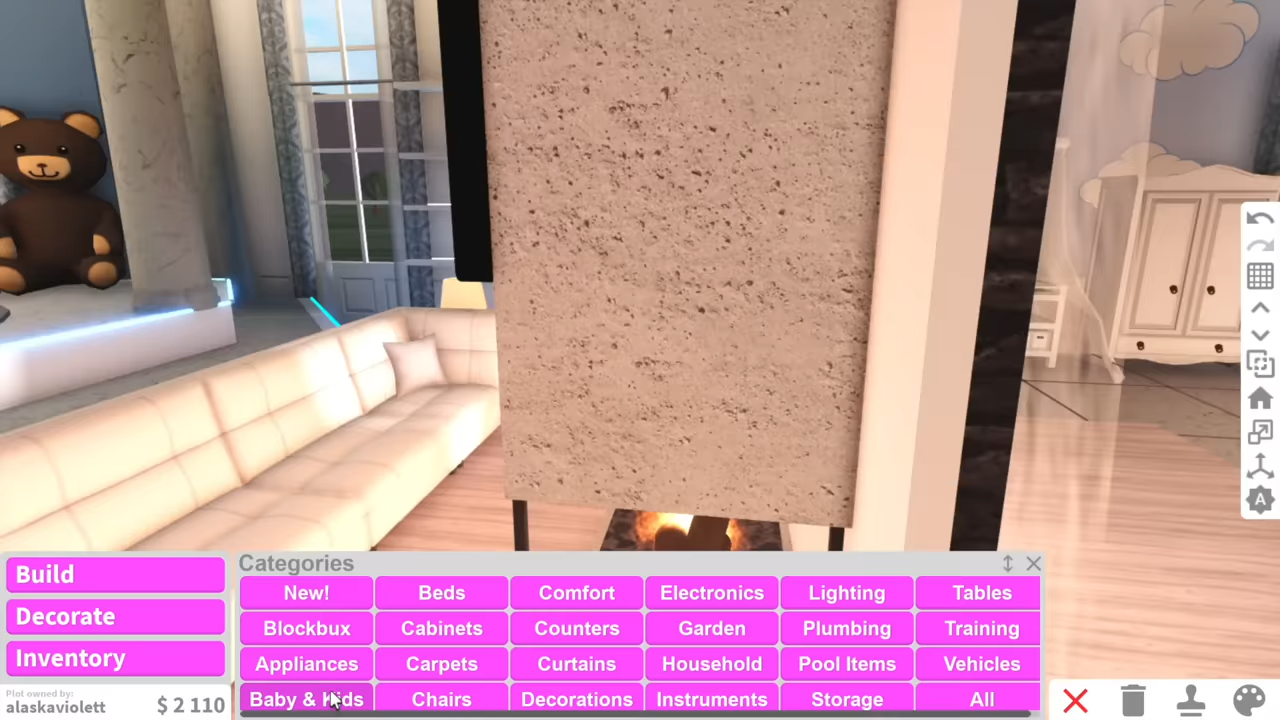 Build
Decorate
Inventory
Plot owned by:
alaskaviolett
$ 2 110
Categories
New! Beds Comfort Electronics Lighting Tables
Blockbux Cabinets Counters Garden Plumbing Training
Appliances Carpets Curtains Household Pool Items Vehicles
Baby & Kids Chairs Decorations Instruments Storage All
A